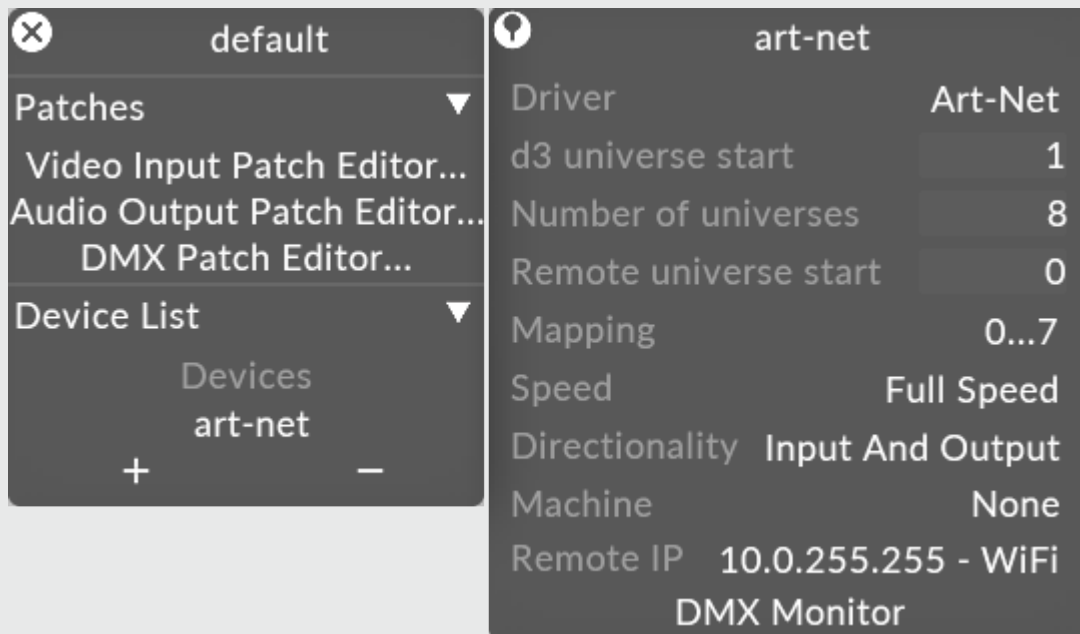 default
Patches
Video Input Patch Editor...
Audio Output Patch Editor...
DMX Patch Editor...
Device List
Devices
art-net
+ −
art-net
Driver Art-Net
d3 universe start 1
Number of universes 8
Remote universe start 0
Mapping 0...7
Speed Full Speed
Directionality Input And Output
Machine None
Remote IP 10.0.255.255 - WiFi
DMX Monitor